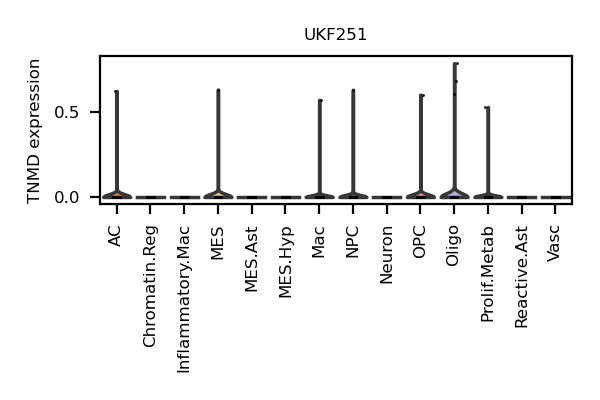 UKF251
TNMD expression
0.5
0.0
AC
Chromatin.Reg
Inflammatory.Mac
MES
MES.Ast
MES.Hyp
Mac
NPC
Neuron
OPC
Oligo
Prolif.Metab
Reactive.Ast
Vasc